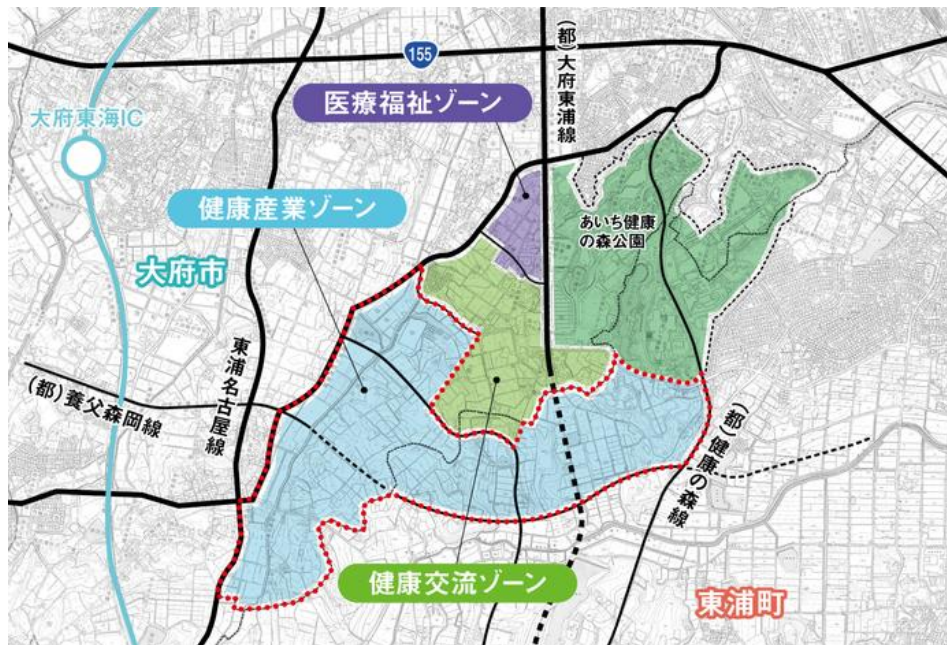 155
(都)大府東浦線
医療福祉ゾーン
大府東海IC
健康産業ゾーン
あいち健康
の森公園
大府市
東浦名古屋線
(都)養父森岡線
(都)健康の森線
健康交流ゾーン
東浦町